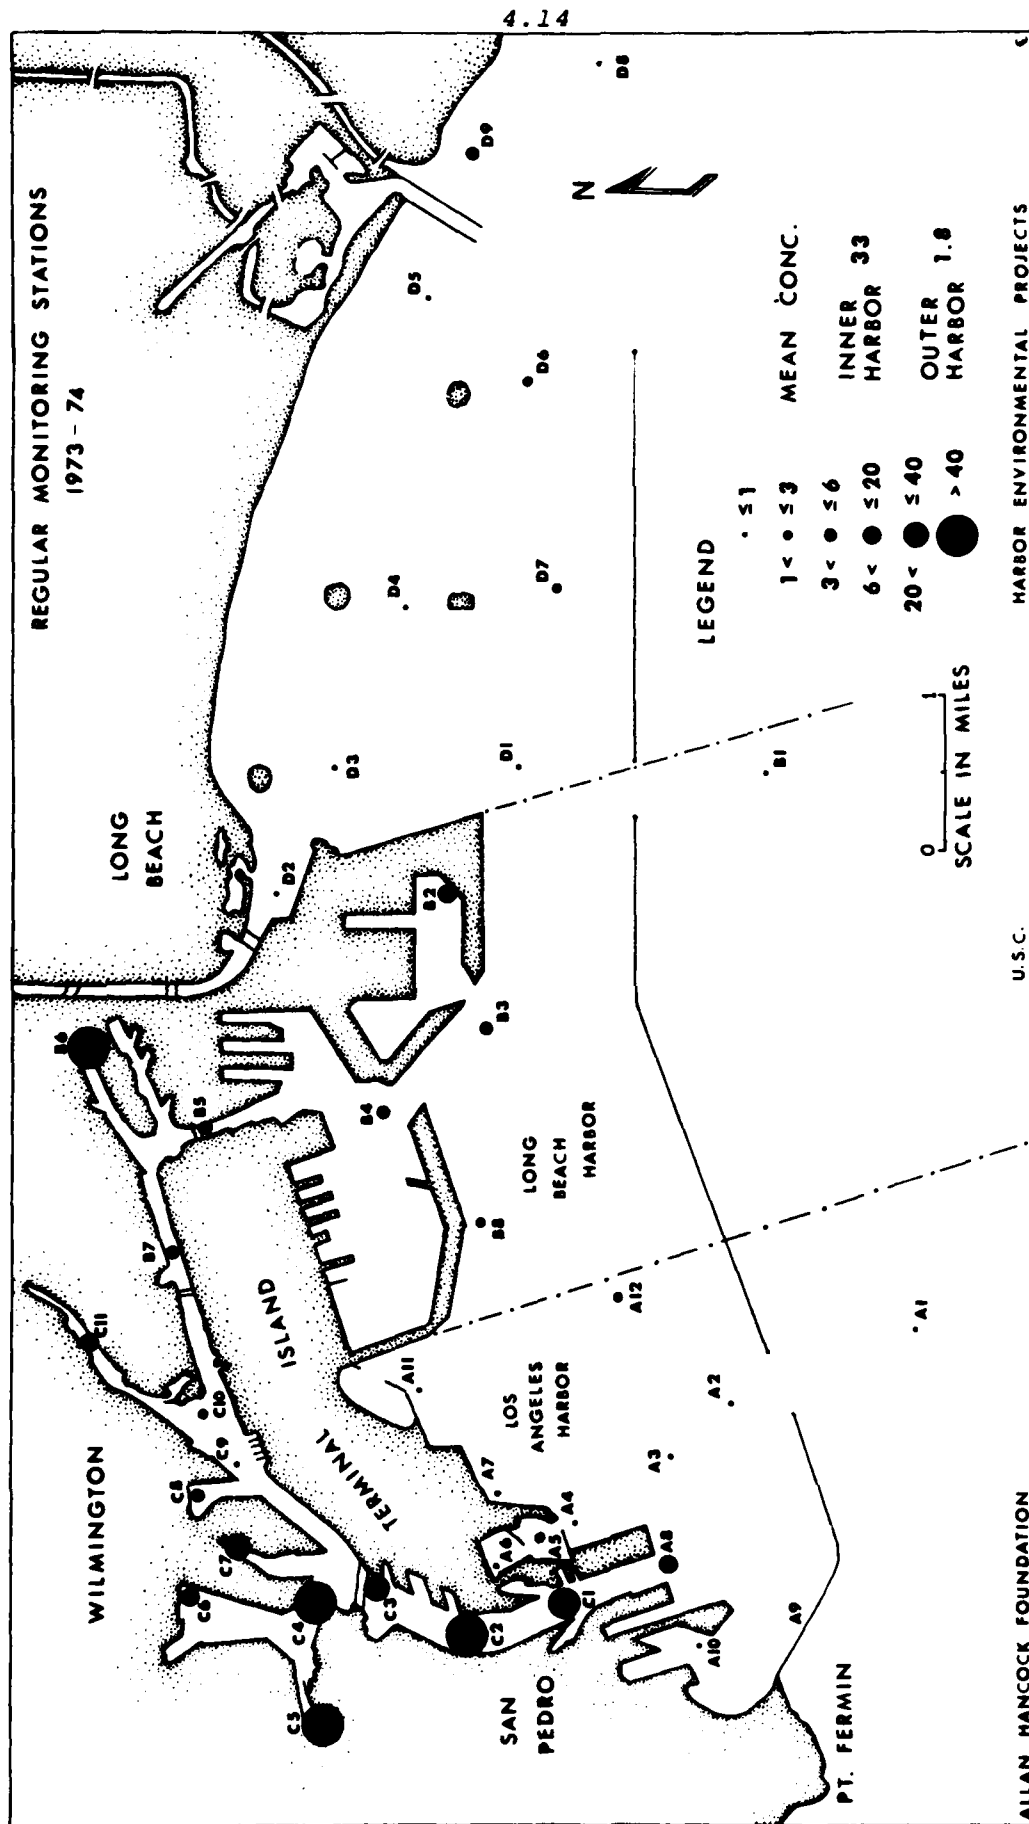 4.14
REGULAR MONITORING STATIONS
1973 - 74
WILMINGTON
LONG
BEACH
SAN
PEDRO
TERMINAL
ISLAND
LOS
ANGELES
HARBOR
LONG
BEACH
HARBOR
PT. FERMIN
N
C5
C4
C6
C7
C8
C9
C10
C11
C3
C2
C1
B7
B6
B5
B4
B3
B2
B8
B1
A6
A5
A4
A7
A8
A3
A2
A1
A9
A10
A11
A12
D2
D3
D1
D4
D7
D5
D6
D9
D8
LEGEND
≤ 1
1 < ≤ 3
3 < ≤ 6
6 < ≤ 20
20 < ≤ 40
> 40
MEAN CONC.
INNER
HARBOR 33
OUTER
HARBOR 1.8
0 1
SCALE IN MILES
ALLAN HANCOCK FOUNDATION U.S.C. HARBOR ENVIRONMENTAL PROJECTS